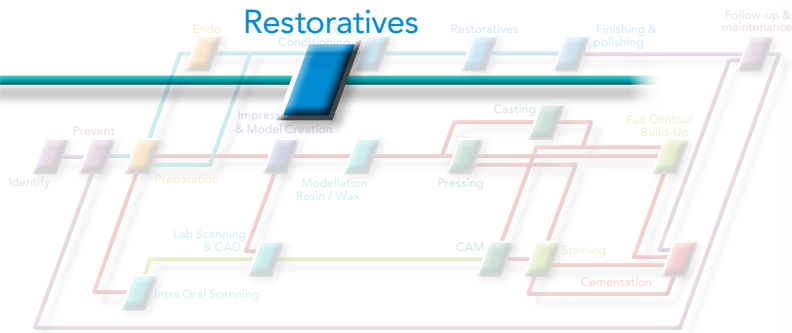 Restoratives
Endo
Conditioning
Restoratives
Finishing &
polishing
Follow-up &
maintenance
Casting
Impress
& Model Creation
Full Contour
Build-Up
Prevent
Identify
Preparation
Modellation
Resin / Wax
Pressing
Lab Scanning
& CAD
CAM
Staining
Cementation
Intra Oral Scanning